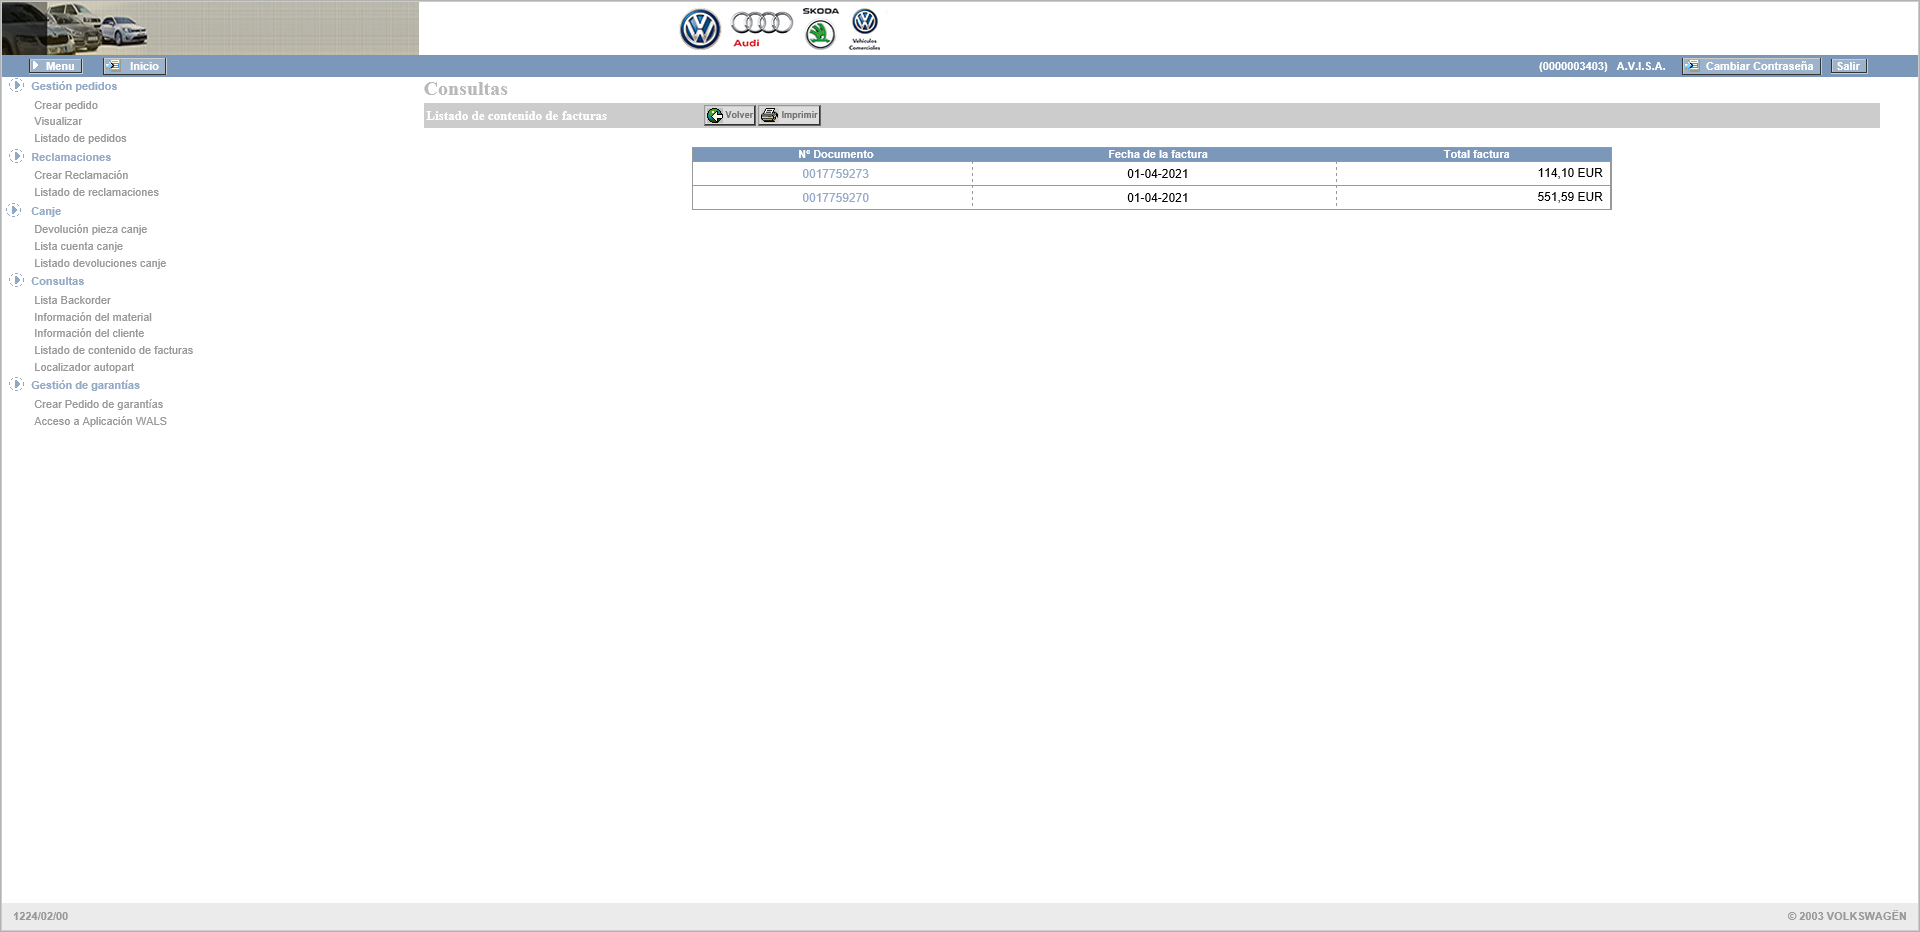 Audi
SKODA
Vehículos
Comerciales
Menu
Inicio
(0000003403) A.V.I.S.A.
Cambiar Contraseña
Salir
Gestión pedidos
Crear pedido
Visualizar
Listado de pedidos
Reclamaciones
Crear Reclamación
Listado de reclamaciones
Canje
Devolución pieza canje
Lista cuenta canje
Listado devoluciones canje
Consultas
Lista Backorder
Información del material
Información del cliente
Listado de contenido de facturas
Localizador autopart
Gestión de garantías
Crear Pedido de garantías
Acceso a Aplicación WALS
Consultas
Listado de contenido de facturas
Volver
Imprimir
Nº Documento Fecha de la factura Total factura
0017759273 01-04-2021 114,10 EUR
0017759270 01-04-2021 551,59 EUR
1224/02/00
© 2003 VOLKSWAGËN